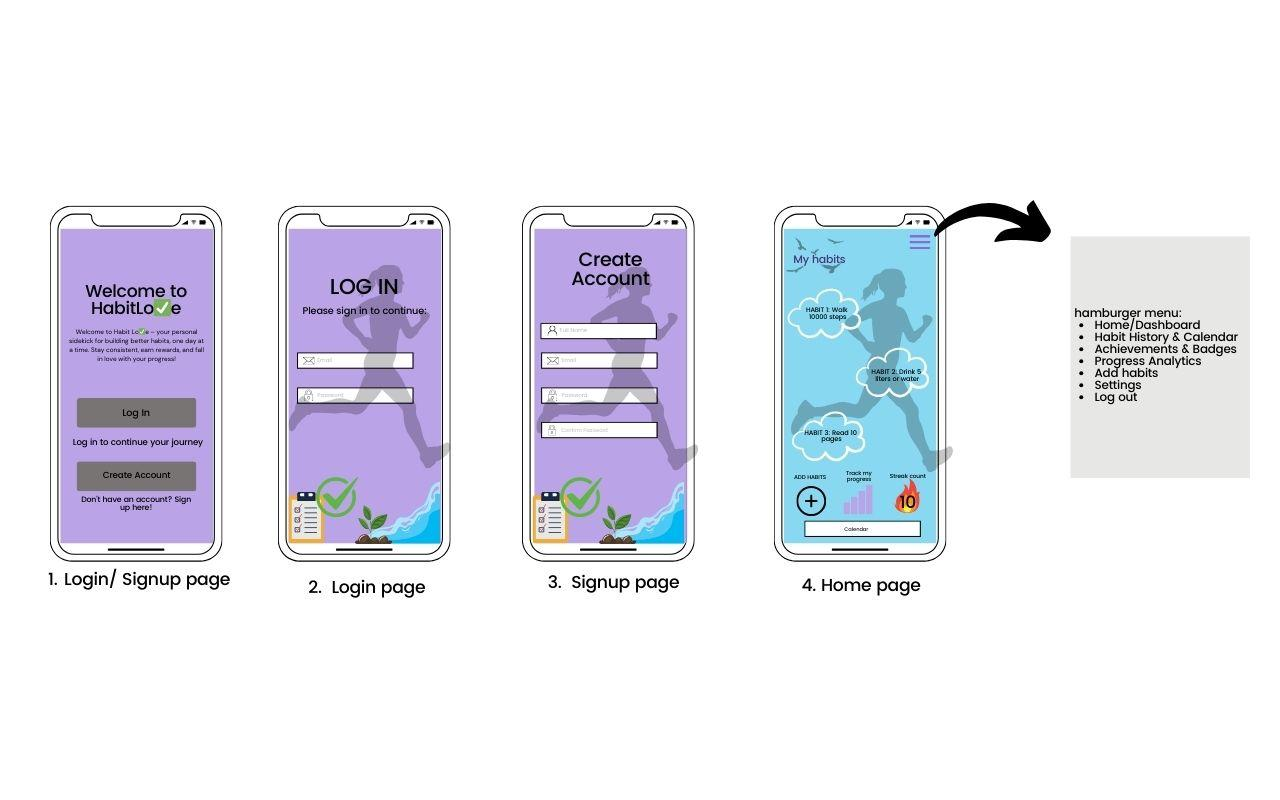 Welcome to
HabitLo✅e
Welcome to Habit Lo✅e – your personal
sidekick for building better habits, one day at
a time. Stay consistent, earn rewards, and fall
in love with your progress!
Log In
Log in to continue your journey
Create Account
Don't have an account? Sign
up here!
1. Login/ Signup page
LOG IN
Please sign in to continue:
Email
Password
2. Login page
Create
Account
Full Name
Email
Password
Confirm Password
3. Signup page
My habits
HABIT 1: Walk
10000 steps
HABIT 2: Drink 5
liters or water
HABIT 3: Read 10
pages
ADD HABITS
Track my
progress
Streak count
10
Calendar
4. Home page
hamburger menu:
• Home/Dashboard
• Habit History & Calendar
• Achievements & Badges
• Progress Analytics
• Add habits
• Settings
• Log out